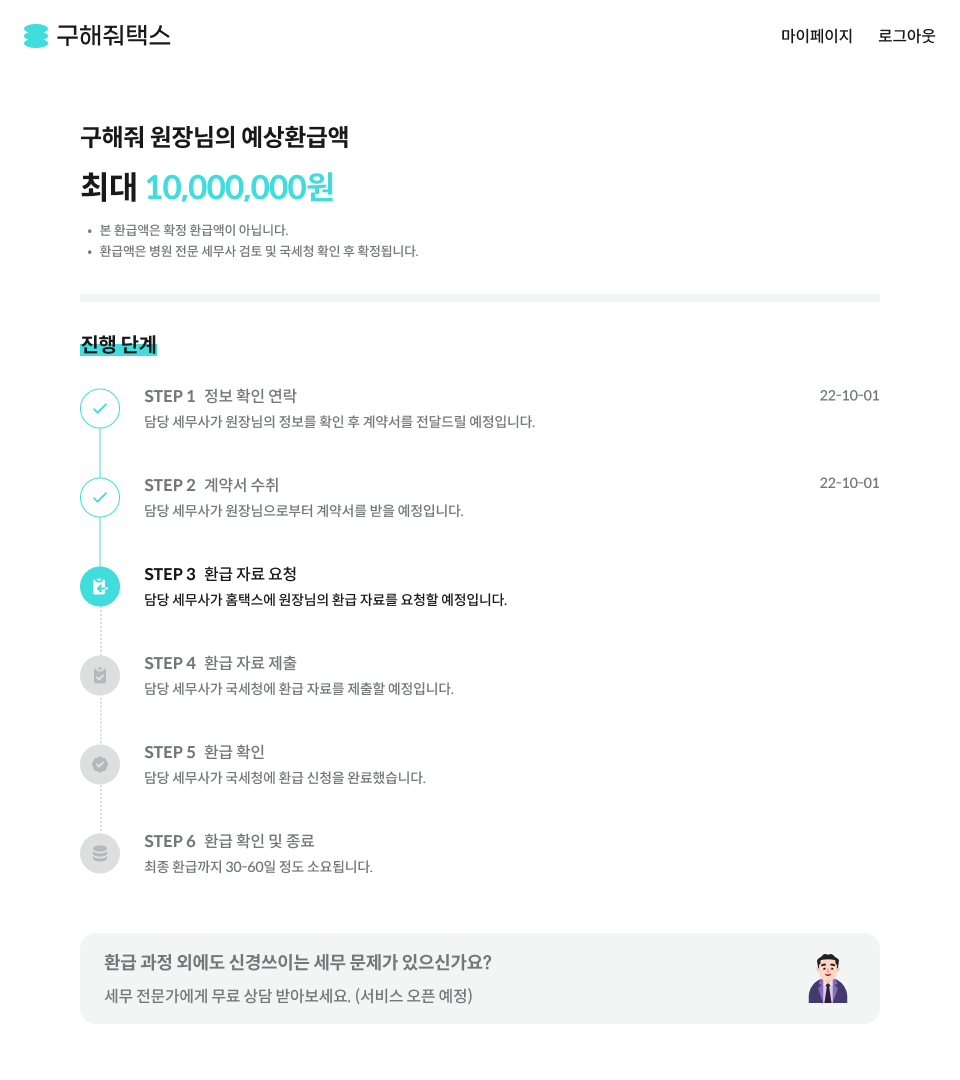 구해줘택스
마이페이지 로그아웃
구해줘 원장님의 예상환급액
최대 10,000,000원
• 본 환급액은 확정 환급액이 아닙니다.
• 환급액은 병원 전문 세무사 검토 및 국세청 확인 후 확정됩니다.
진행 단계
STEP 1 정보 확인 연락 22-10-01
담당 세무사가 원장님의 정보를 확인 후 계약서를 전달드릴 예정입니다.
STEP 2 계약서 수취 22-10-01
담당 세무사가 원장님으로부터 계약서를 받을 예정입니다.
STEP 3 환급 자료 요청
담당 세무사가 홈택스에 원장님의 환급 자료를 요청할 예정입니다.
STEP 4 환급 자료 제출
담당 세무사가 국세청에 환급 자료를 제출할 예정입니다.
STEP 5 환급 확인
담당 세무사가 국세청에 환급 신청을 완료했습니다.
STEP 6 환급 확인 및 종료
최종 환급까지 30-60일 정도 소요됩니다.
환급 과정 외에도 신경쓰이는 세무 문제가 있으신가요?
세무 전문가에게 무료 상담 받아보세요. (서비스 오픈 예정)